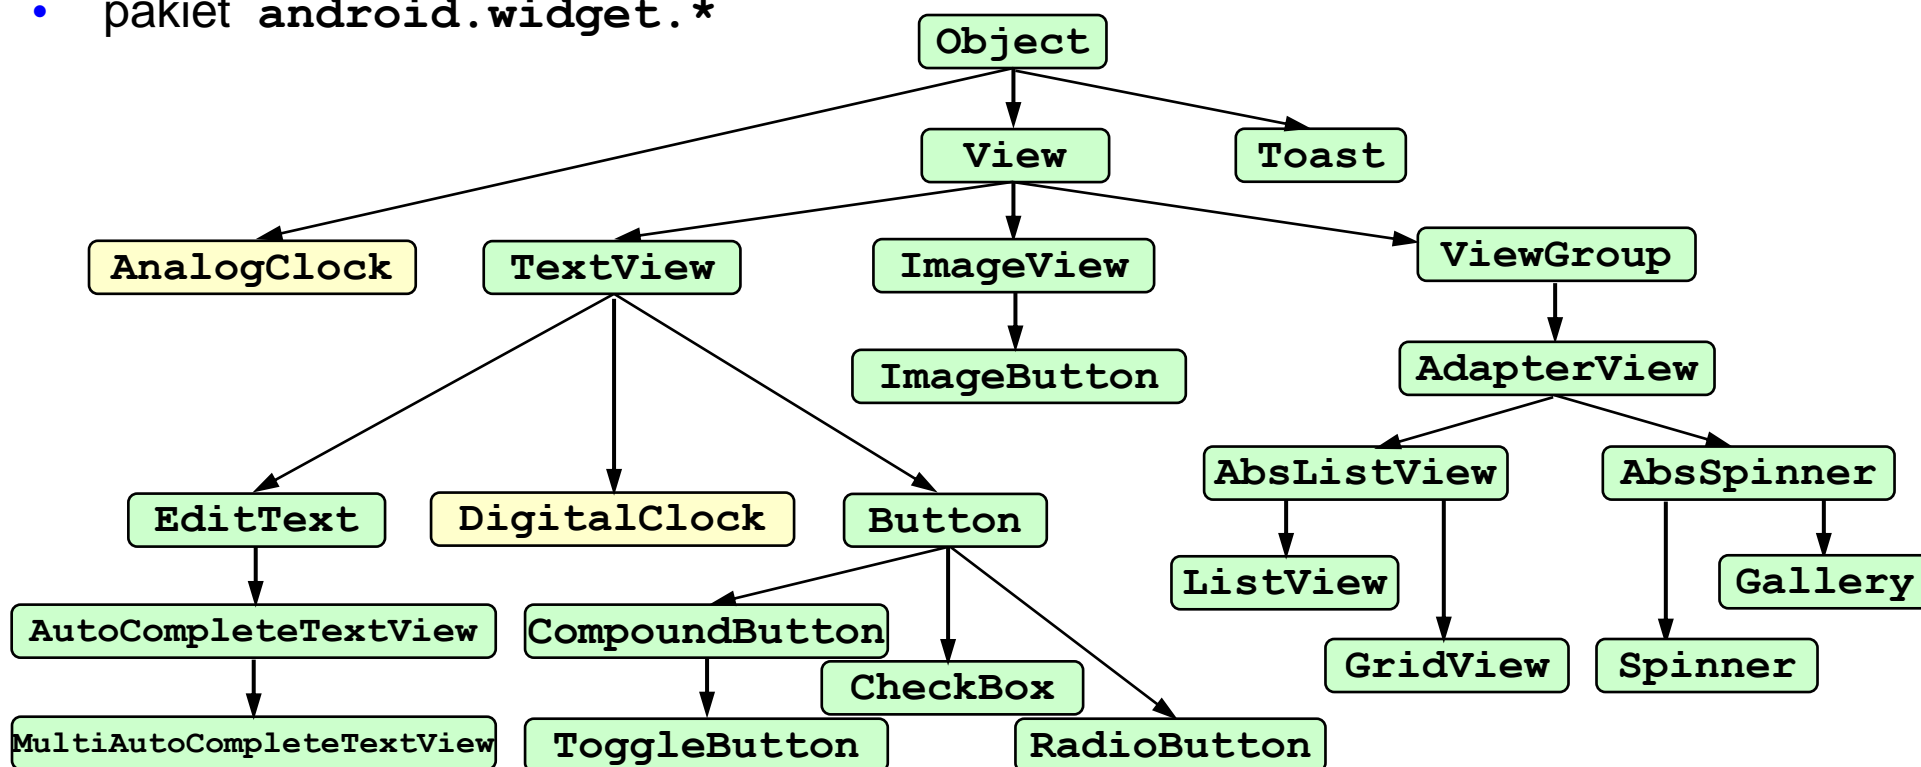 • pakiet android.widget.*
Object
View
Toast
AnalogClock
TextView
ImageView
ViewGroup
ImageButton
AdapterView
AbsListView
AbsSpinner
EditText
DigitalClock
Button
ListView
Gallery
AutoCompleteTextView
CompoundButton
CheckBox
GridView
Spinner
MultiAutoCompleteTextView
ToggleButton
RadioButton